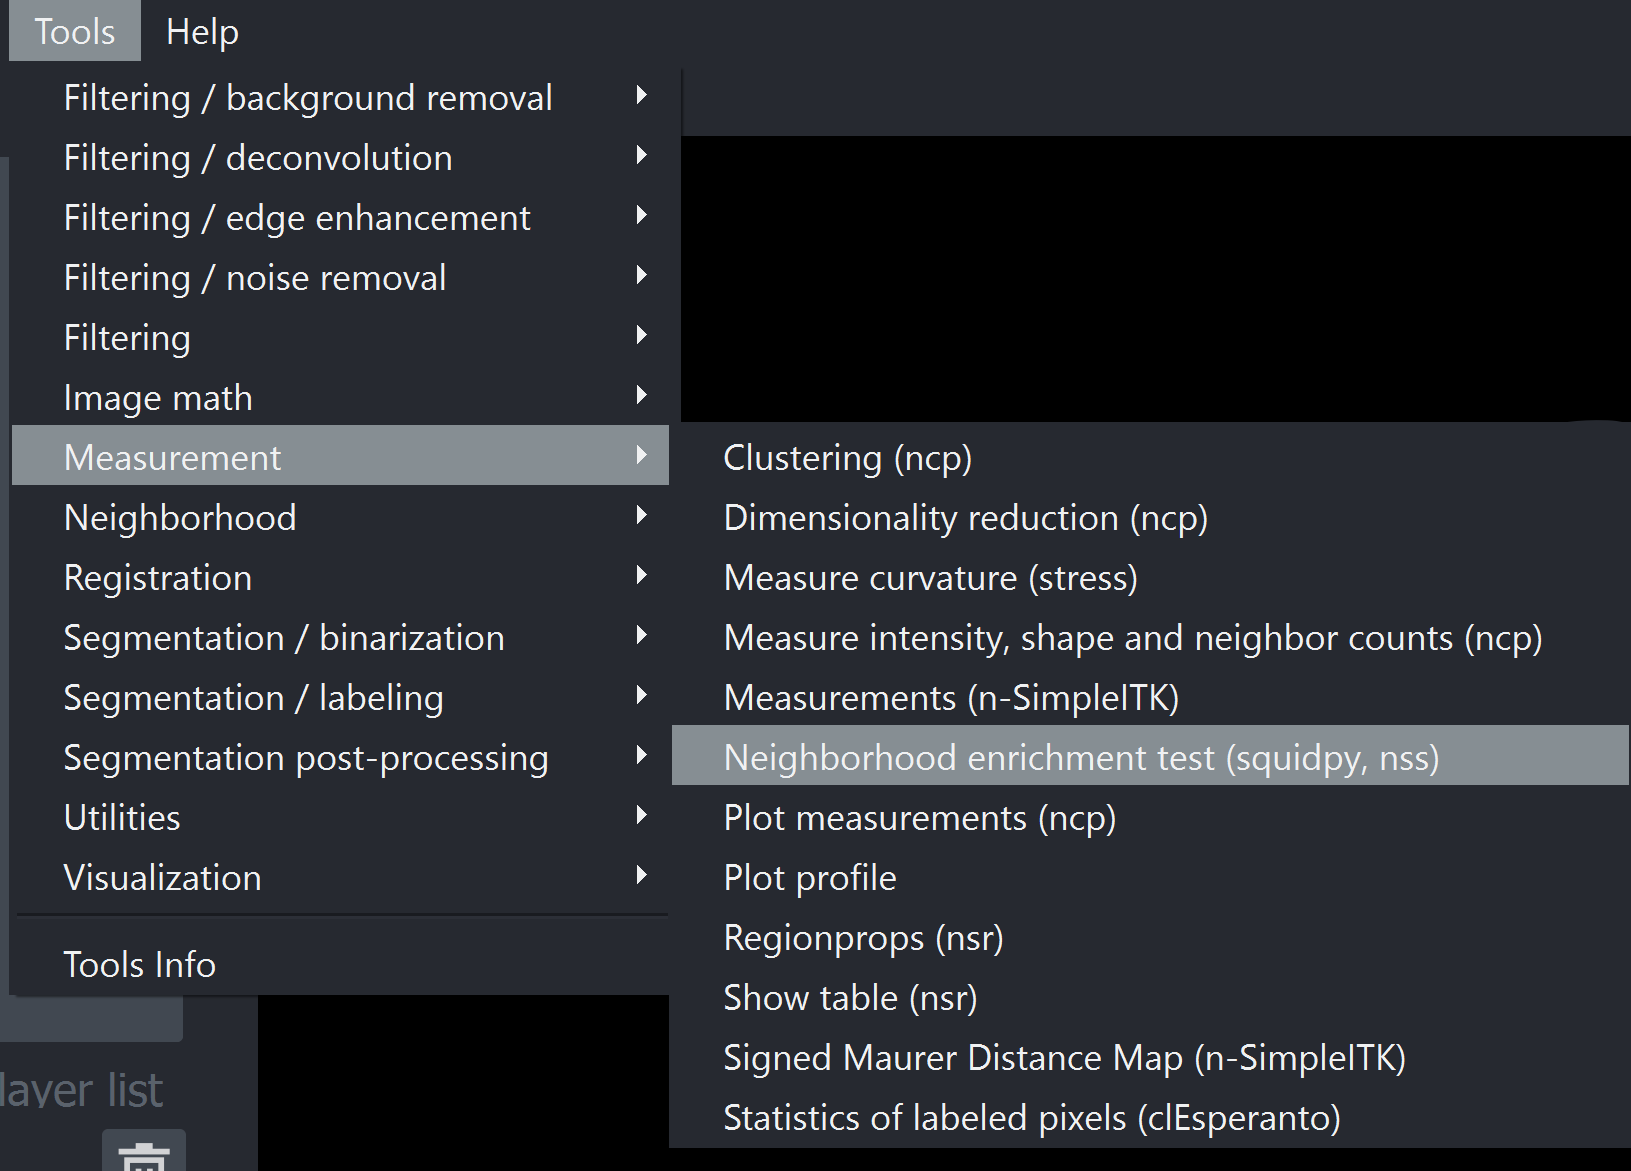 Tools Help
Filtering / background removal
Filtering / deconvolution
Filtering / edge enhancement
Filtering / noise removal
Filtering
Image math
Measurement
Neighborhood
Registration
Segmentation / binarization
Segmentation / labeling
Segmentation post-processing
Utilities
Visualization
Tools Info
Clustering (ncp)
Dimensionality reduction (ncp)
Measure curvature (stress)
Measure intensity, shape and neighbor counts (ncp)
Measurements (n-SimpleITK)
Neighborhood enrichment test (squidpy, nss)
Plot measurements (ncp)
Plot profile
Regionprops (nsr)
Show table (nsr)
Signed Maurer Distance Map (n-SimpleITK)
Statistics of labeled pixels (clEsperanto)
layer list